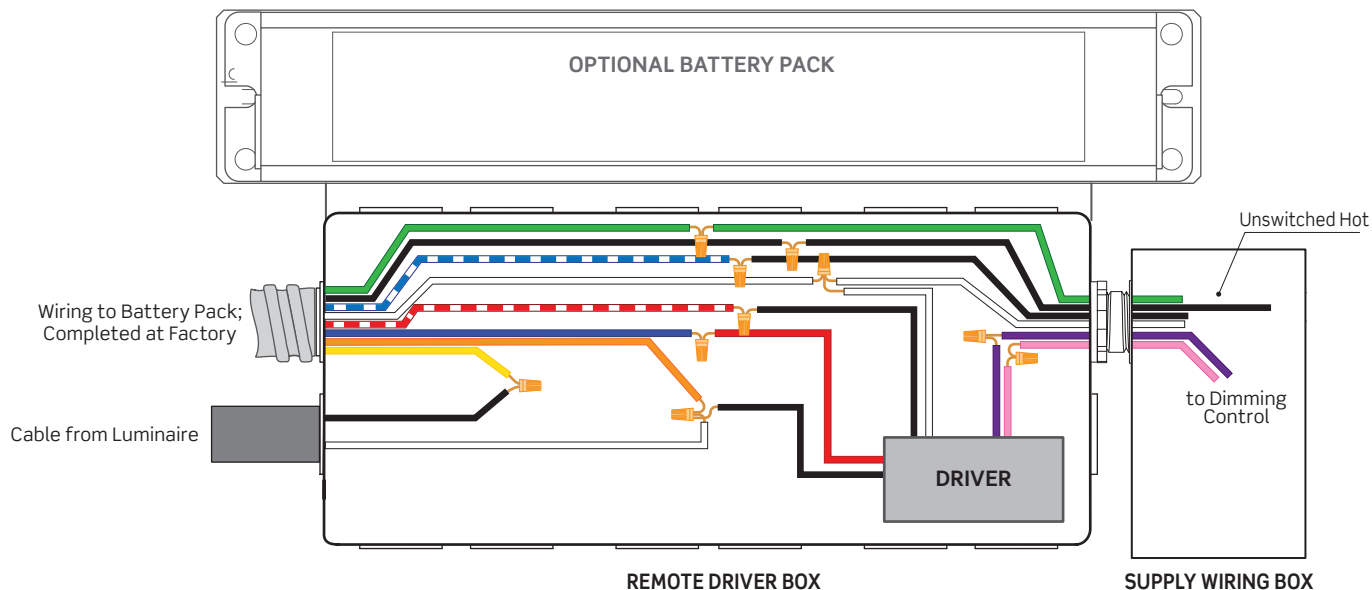 OPTIONAL BATTERY PACK
Unswitched Hot
Wiring to Battery Pack;
Completed at Factory
to Dimming
Control
Cable from Luminaire
DRIVER
REMOTE DRIVER BOX
SUPPLY WIRING BOX